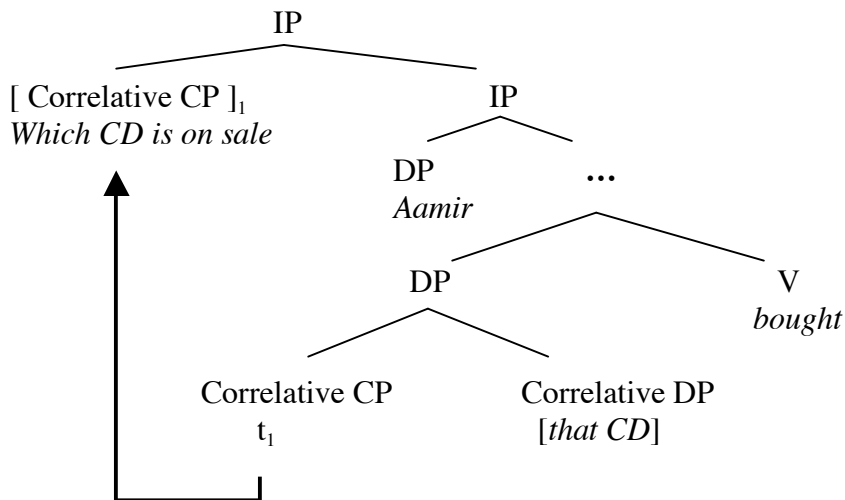 IP
[ Correlative CP ]₁ IP
Which CD is on sale
DP ...
Aamir
DP V
bought
Correlative CP Correlative DP
t₁ [that CD]